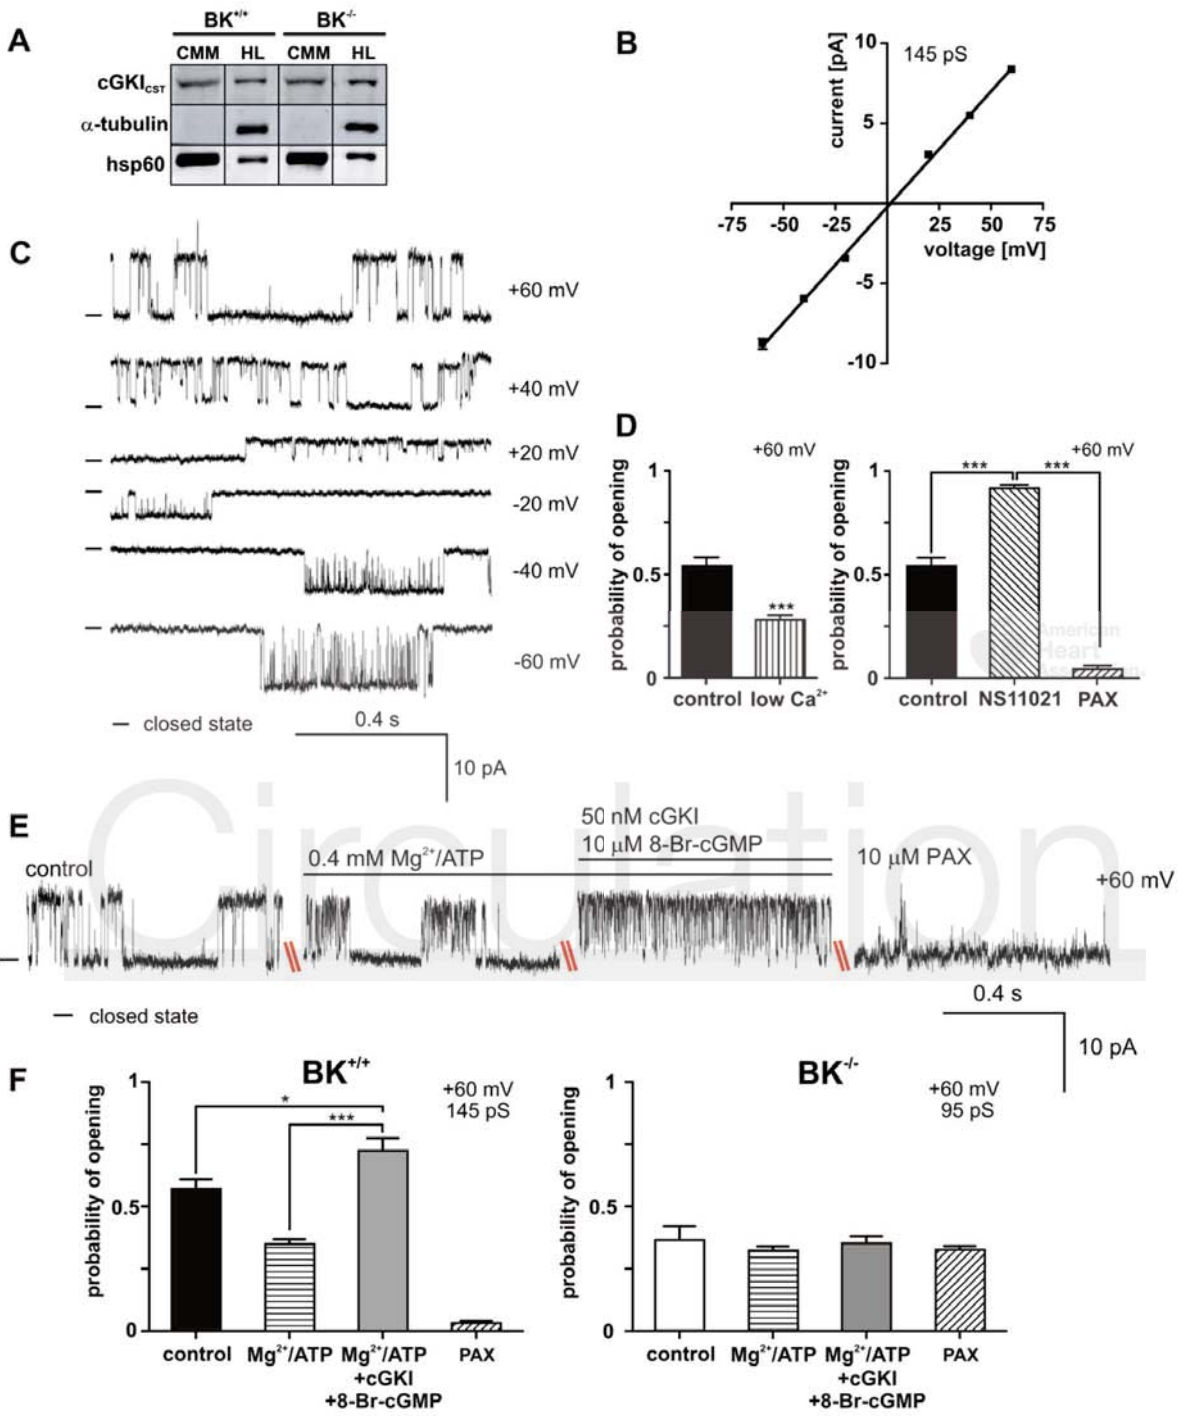 A
BK+/+ BK-/-
CMM HL CMM HL
cGKICST
α-tubulin
hsp60
B
current [pA]
145 pS
10
5
-75 -50 -25 25 50 75
voltage [mV]
-5
-10
C
+60 mV
+40 mV
+20 mV
-20 mV
-40 mV
-60 mV
closed state
0.4 s
10 pA
D
probability of opening
1
0.5
0
+60 mV
***
control low Ca2+
probability of opening
1
0.5
0
+60 mV
*** ***
control NS11021 PAX
American
Heart
Circulation
E
control
0.4 mM Mg2+/ATP
50 nM cGKI
10 μM 8-Br-cGMP
10 μM PAX
+60 mV
closed state
0.4 s
10 pA
F
BK+/+
probability of opening
1
0.5
0
+60 mV
145 pS
*
***
control Mg2+/ATP Mg2+/ATP PAX
+cGKI
+8-Br-cGMP
BK-/-
probability of opening
1
0.5
0
+60 mV
95 pS
control Mg2+/ATP Mg2+/ATP PAX
+cGKI
+8-Br-cGMP